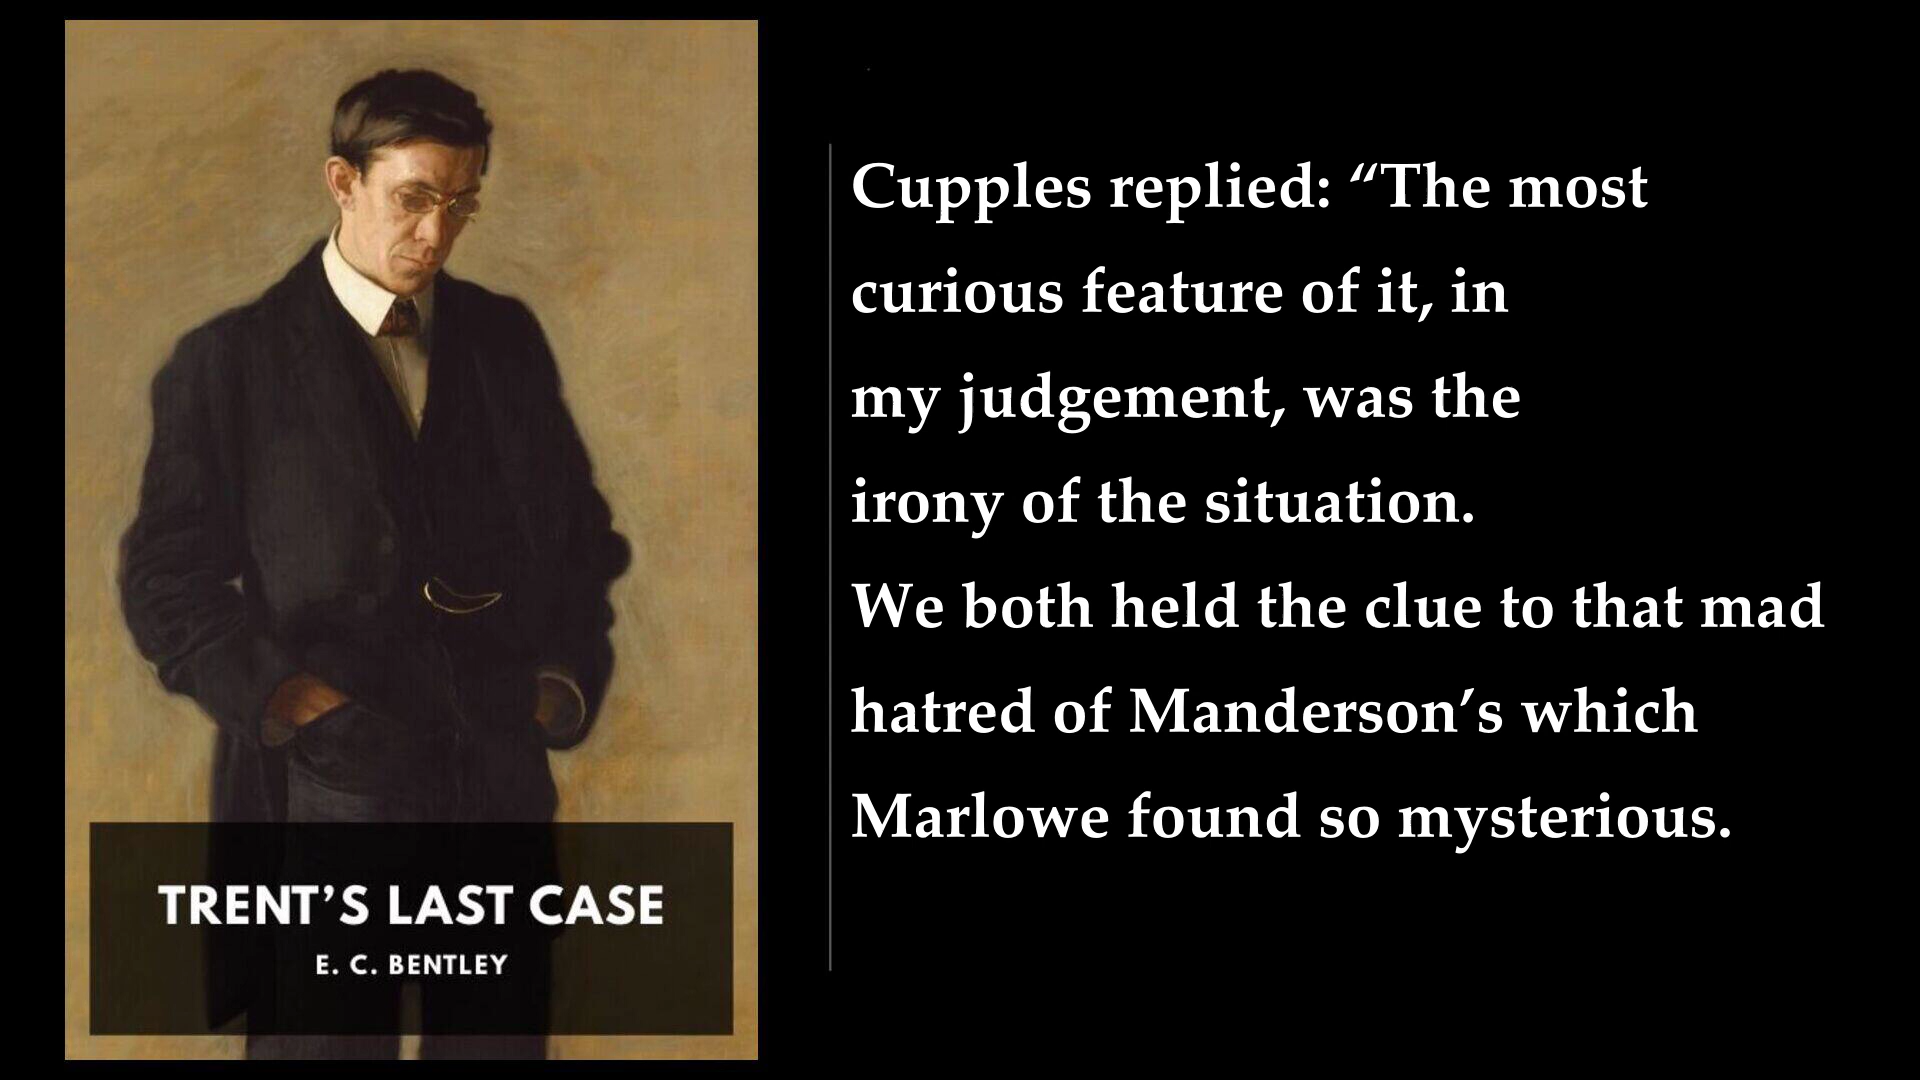 Cupples replied: “The most
curious feature of it, in
my judgement, was the
irony of the situation.
We both held the clue to that mad
hatred of Manderson’s which
Marlowe found so mysterious.
TRENT’S LAST CASE
E. C. BENTLEY